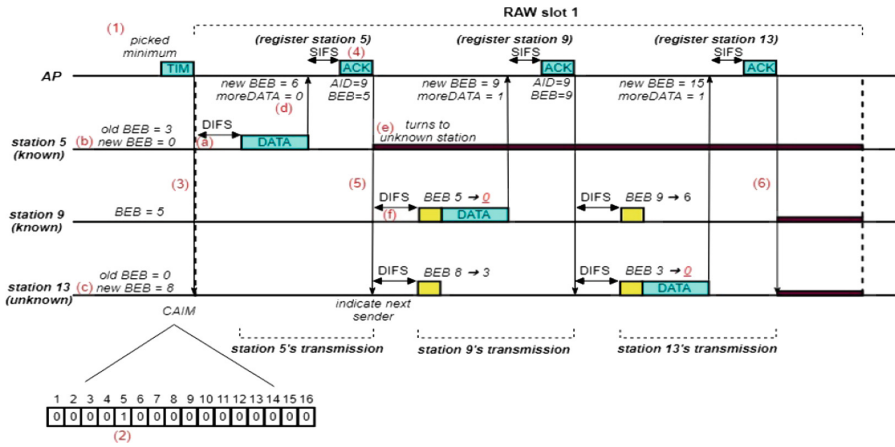 RAW slot 1
(1)
picked
minimum
(register station 5)
(register station 9)
(register station 13)
SIFS
(4)
SIFS
SIFS
AP
TIM
ACK
ACK
ACK
new BEB = 6
moreDATA = 0
(d)
AID=9
BEB=5
new BEB = 9
moreDATA = 1
AID=9
BEB=9
new BEB = 15
moreDATA = 1
station 5
(known)
(b)
old BEB = 3
new BEB = 0
DIFS
(a)
DATA
(e)
turns to
unknown station
(3)
(5)
(6)
station 9
(known)
BEB = 5
DIFS
(f)
BEB 5 → 0
DATA
DIFS
BEB 9 → 6
station 13
(unknown)
(c)
old BEB = 0
new BEB = 8
DIFS
BEB 8 → 3
DIFS
BEB 3 → 0
DATA
CAIM
indicate next
sender
station 5's transmission
station 9's transmission
station 13's transmission
1 2 3 4 5 6 7 8 9 10 11 12 13 14 15 16
0 0 0 0 1 0 0 0 0 0 0 0 0 0 0 0
(2)